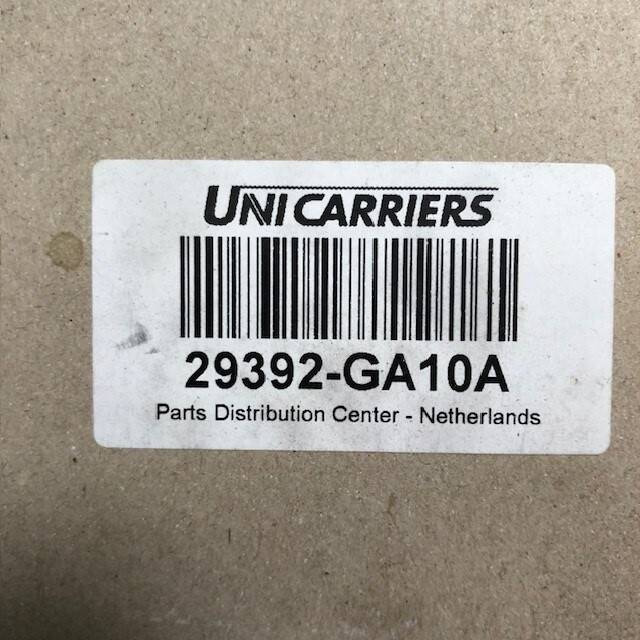 UNICARRIERS
29392-GA10A
Parts Distribution Center - Netherlands